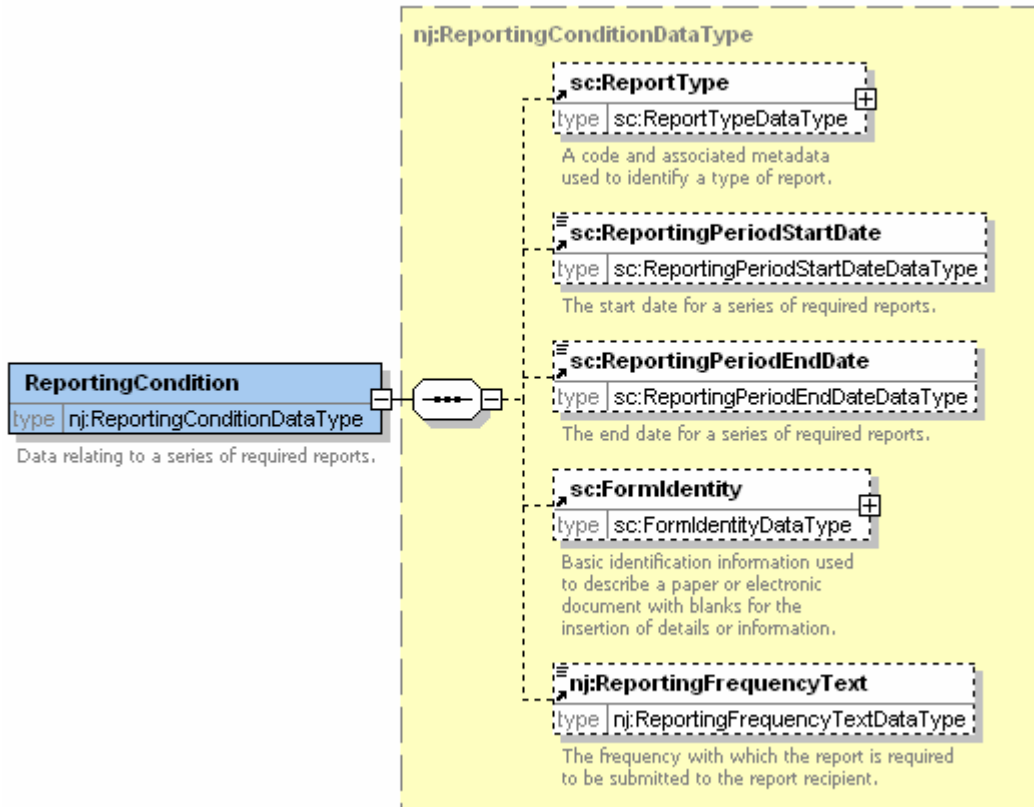 nj:ReportingConditionDataType
sc:ReportType
type sc:ReportTypeDataType
A code and associated metadata
used to identify a type of report.
sc:ReportingPeriodStartDate
type sc:ReportingPeriodStartDateDataType
The start date for a series of required reports.
sc:ReportingPeriodEndDate
type sc:ReportingPeriodEndDateDataType
The end date for a series of required reports.
ReportingCondition
type nj:ReportingConditionDataType
Data relating to a series of required reports.
sc:FormIdentity
type sc:FormIdentityDataType
Basic identification information used
to describe a paper or electronic
document with blanks for the
insertion of details or information.
nj:ReportingFrequencyText
type nj:ReportingFrequencyTextDataType
The frequency with which the report is required
to be submitted to the report recipient.